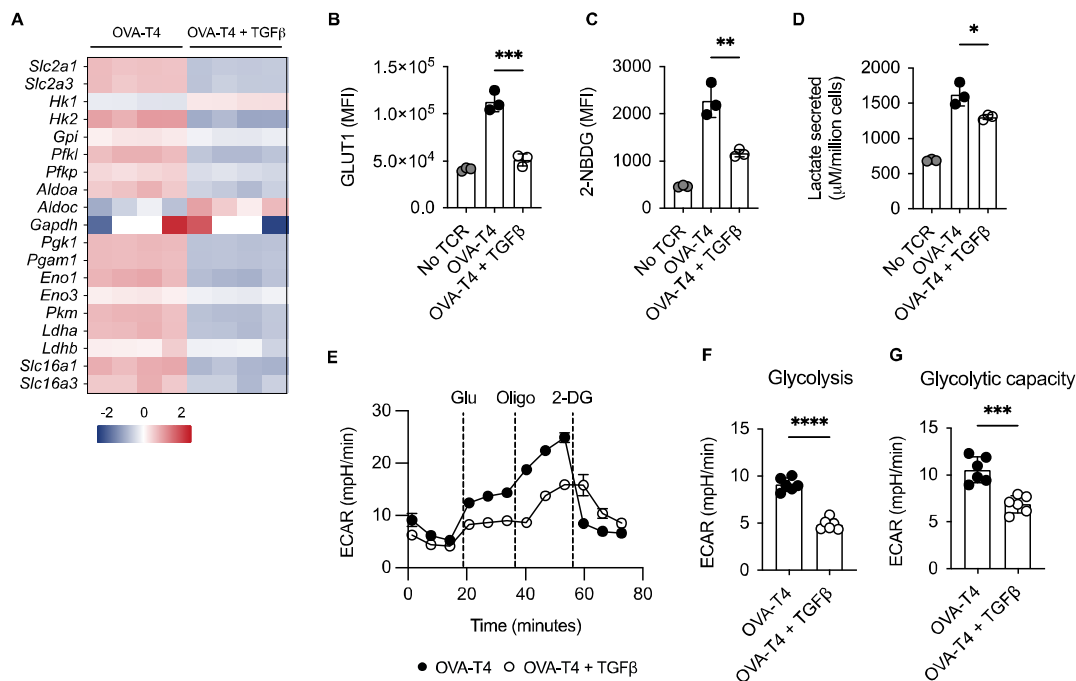 A
OVA-T4 OVA-T4 + TGFβ
Slc2a1
Slc2a3
Hk1
Hk2
Gpi
Pfkl
Pfkp
Aldoa
Aldoc
Gapdh
Pgk1
Pgam1
Eno1
Eno3
Pkm
Ldha
Ldhb
Slc16a1
Slc16a3
-2 0 2
B
***
GLUT1 (MFI)
1.5×10⁵
1.0×10⁵
5.0×10⁴
0.0
No TCR
OVA-T4
OVA-T4 + TGFβ
C
**
2-NBDG (MFI)
3000
2000
1000
0
No TCR
OVA-T4
OVA-T4 + TGFβ
D
*
Lactate secreted
(μM/million cells)
2000
1500
1000
500
0
No TCR
OVA-T4
OVA-T4 + TGFβ
E
Glu Oligo 2-DG
ECAR (mpH/min)
30
20
10
0
0 20 40 60 80
Time (minutes)
OVA-T4 OVA-T4 + TGFβ
F
Glycolysis
****
ECAR (mpH/min)
15
10
5
0
OVA-T4
OVA-T4 + TGFβ
G
Glycolytic capacity
***
ECAR (mpH/min)
15
10
5
0
OVA-T4
OVA-T4 + TGFβ